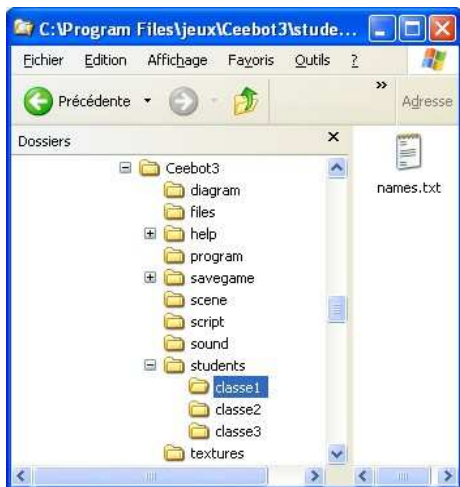 C:\Program Files\jeux\Ceebot3\stude...
Fichier Edition Affichage Favoris Outils ?
Précédente » Adresse
Dossiers x
Ceebot3
diagram
files
help
program
savegame
scene
script
sound
students
classe1
classe2
classe3
textures
names.txt